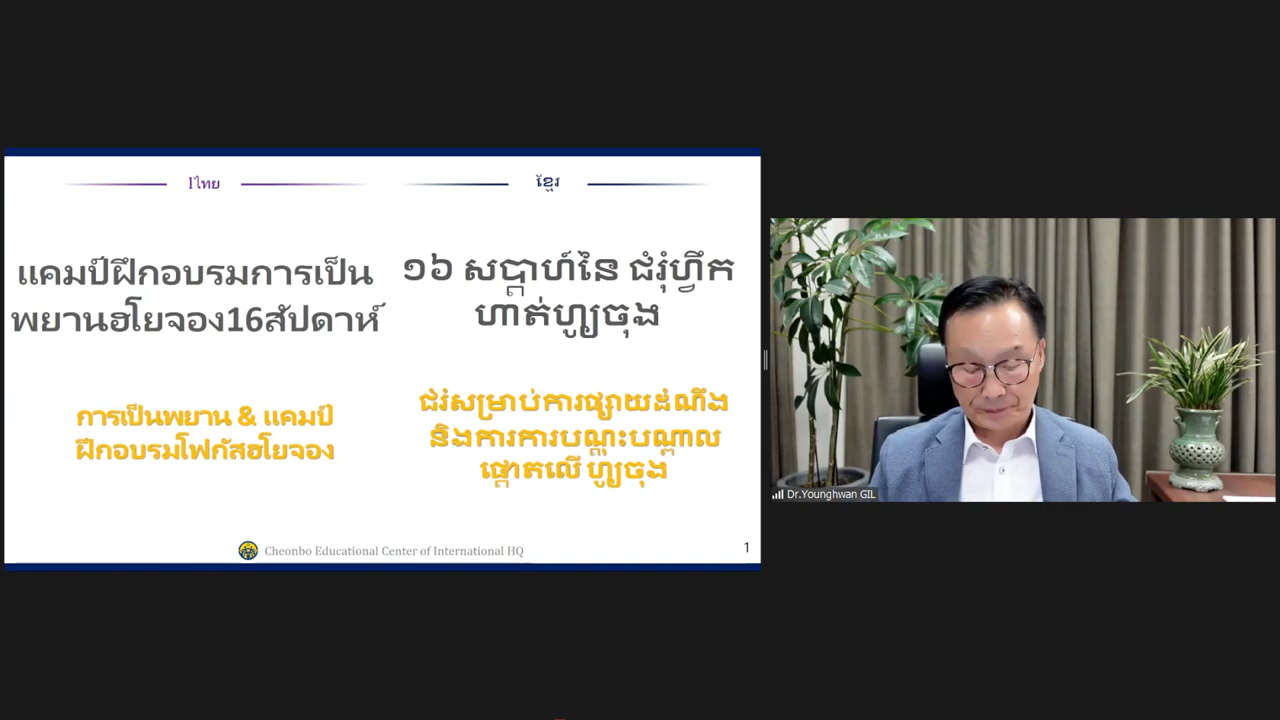 1ไทย
แคมป์ฝึกอบรมการเป็น
พยานฮโยจอง16สัปดาห์
การเป็นพยาน & แคมป์
ฝึกอบรมโฟกัสฮโยจอง
ខ្មែរ
១៦ សប្តាហ៍នៃ ជំរុំហ្វឹក
ហាត់ហ្យូចុង
ជំរំសម្រាប់ការផ្សាយដំណឹង
និងការការបណ្តុះបណ្តាល
ផ្តោតលើ ហ្យូចុង
Cheonbo Educational Center of International HQ
1
Dr.Younghwan GIL